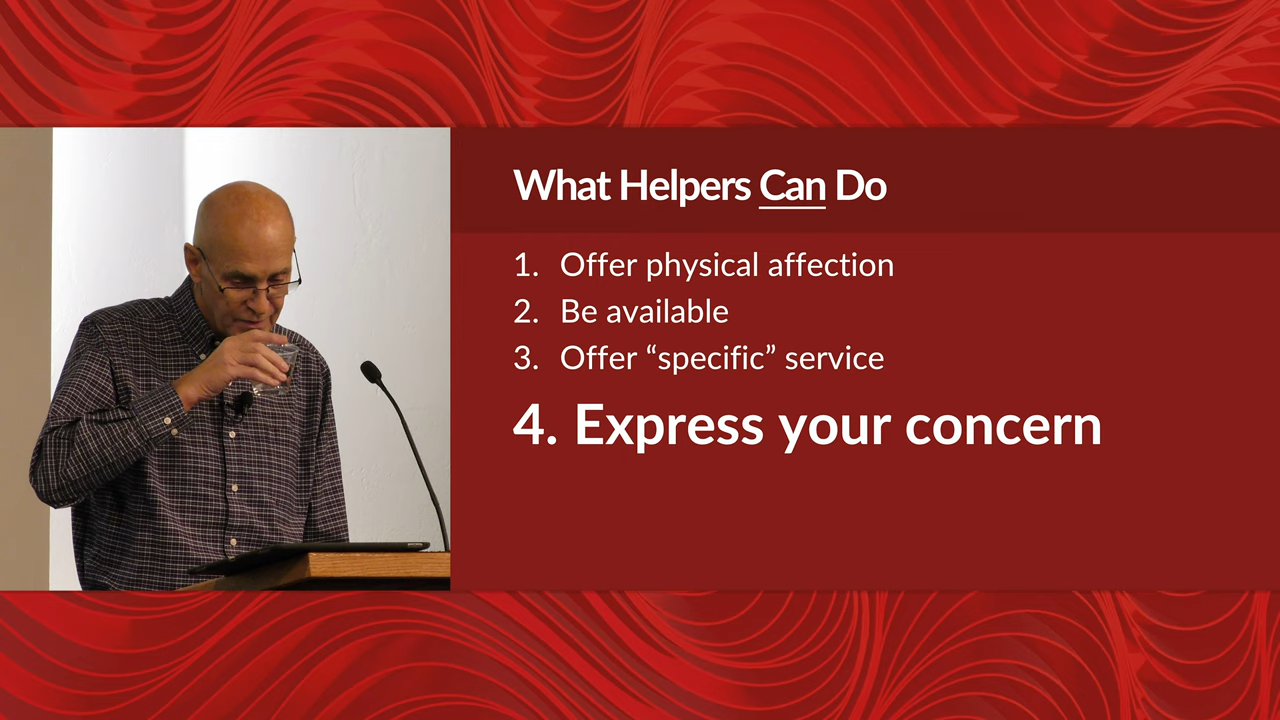 What Helpers Can Do
1. Offer physical affection
2. Be available
3. Offer “specific” service
4. Express your concern